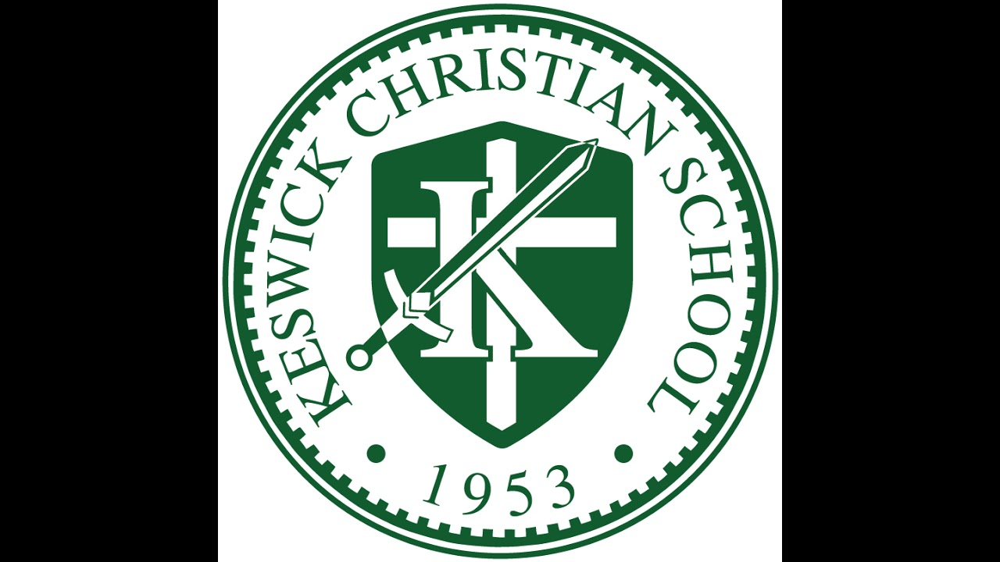 KESWICK CHRISTIAN SCHOOL
K
• 1953 •